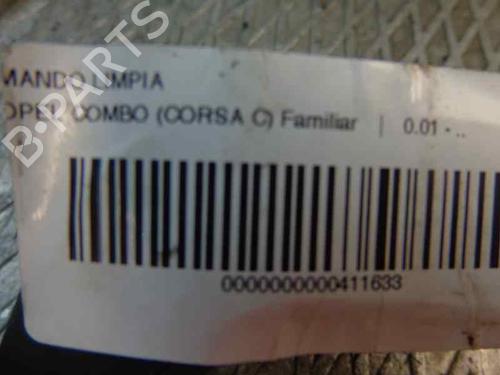 MANDO LIMPIA
OPEL COMBO (CORSA C) Familiar | 0.01 - ..
0000000000411633
B-PARTS